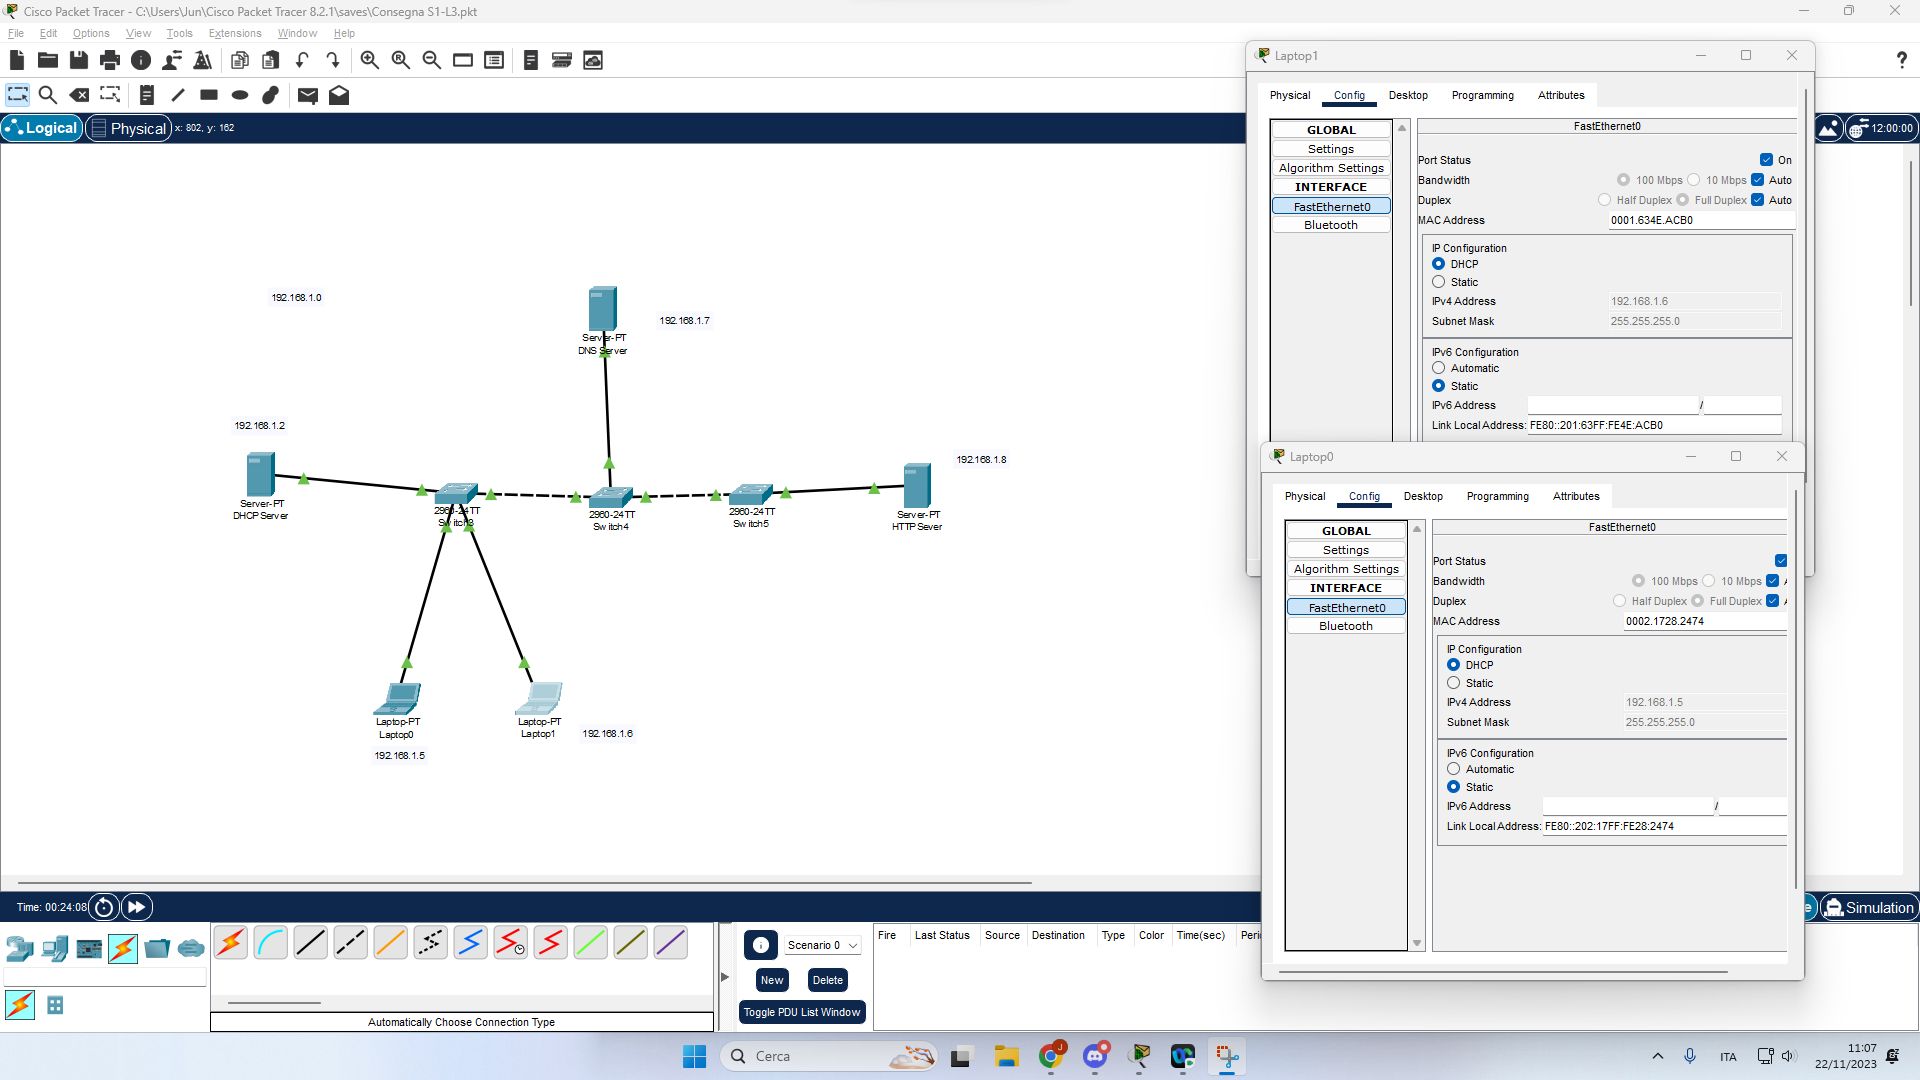 Cisco Packet Tracer - C:\Users\Jun\Cisco Packet Tracer 8.2.1\saves\Consegna S1-L3.pkt
File Edit Options View Tools Extensions Window Help
?
Logical
Physical
x: 802, y: 162
12:00:00
192.168.1.0
Server-PT
DNS Server
192.168.1.7
192.168.1.2
Server-PT
DHCP Server
2960-24TT
Switch3
2960-24TT
Switch4
2960-24TT
Switch5
192.168.1.8
Server-PT
HTTP Sever
Laptop-PT
Laptop0
192.168.1.5
Laptop-PT
Laptop1
192.168.1.6
Laptop1
Physical Config Desktop Programming Attributes
GLOBAL
Settings
Algorithm Settings
INTERFACE
FastEthernet0
Bluetooth
FastEthernet0
Port Status On
Bandwidth 100 Mbps 10 Mbps Auto
Duplex Half Duplex Full Duplex Auto
MAC Address 0001.634E.ACB0
IP Configuration
DHCP
Static
IPv4 Address 192.168.1.6
Subnet Mask 255.255.255.0
IPv6 Configuration
Automatic
Static
IPv6 Address /
Link Local Address: FE80::201:63FF:FE4E:ACB0
Laptop0
Physical Config Desktop Programming Attributes
GLOBAL
Settings
Algorithm Settings
INTERFACE
FastEthernet0
Bluetooth
FastEthernet0
Port Status
Bandwidth 100 Mbps 10 Mbps
Duplex Half Duplex Full Duplex
MAC Address 0002.1728.2474
IP Configuration
DHCP
Static
IPv4 Address 192.168.1.5
Subnet Mask 255.255.255.0
IPv6 Configuration
Automatic
Static
IPv6 Address /
Link Local Address: FE80::202:17FF:FE28:2474
Time: 00:24:08
Simulation
Automatically Choose Connection Type
Scenario 0
New
Delete
Toggle PDU List Window
Fire Last Status Source Destination Type Color Time(sec)
Cerca
ITA
11:07
22/11/2023